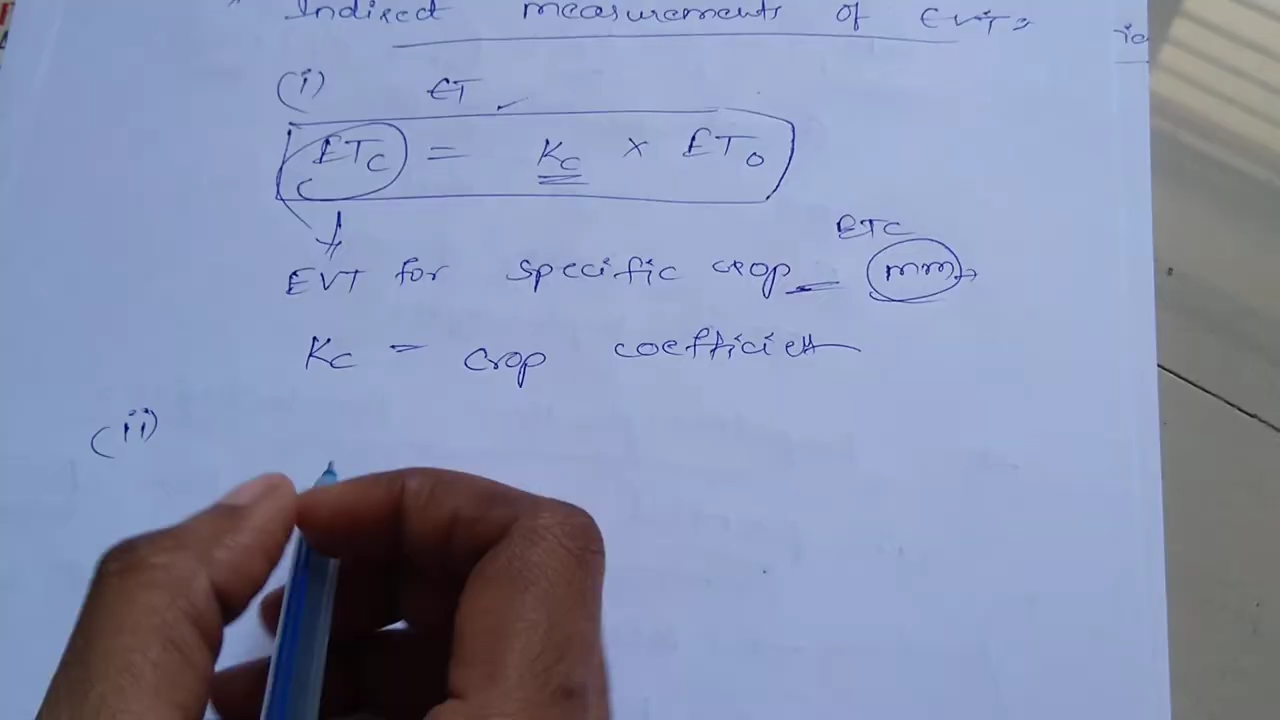 Indirect measurements of EVT
(i) ET
ETC = KC × ETO
ETC
EVT for specific crop = mm
KC = crop coefficient
(ii)